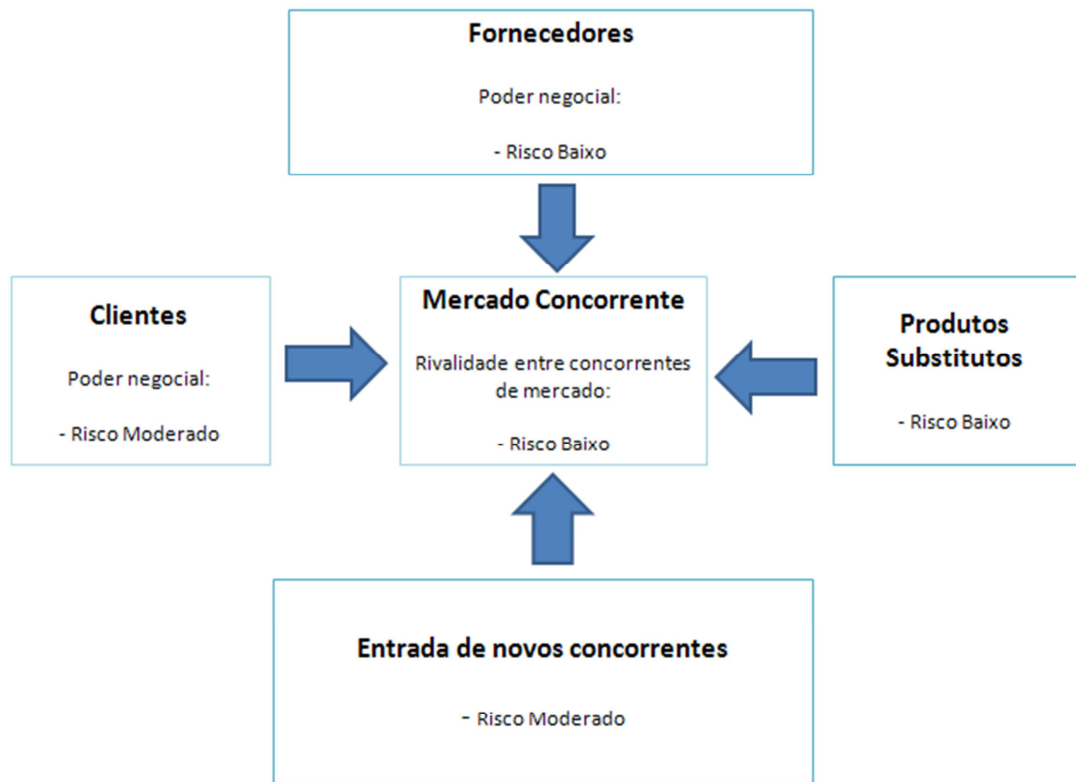 Fornecedores
Poder negocial:
- Risco Baixo
Clientes
Poder negocial:
- Risco Moderado
Mercado Concorrente
Rivalidade entre concorrentes
de mercado:
- Risco Baixo
Produtos
Substitutos
- Risco Baixo
Entrada de novos concorrentes
- Risco Moderado